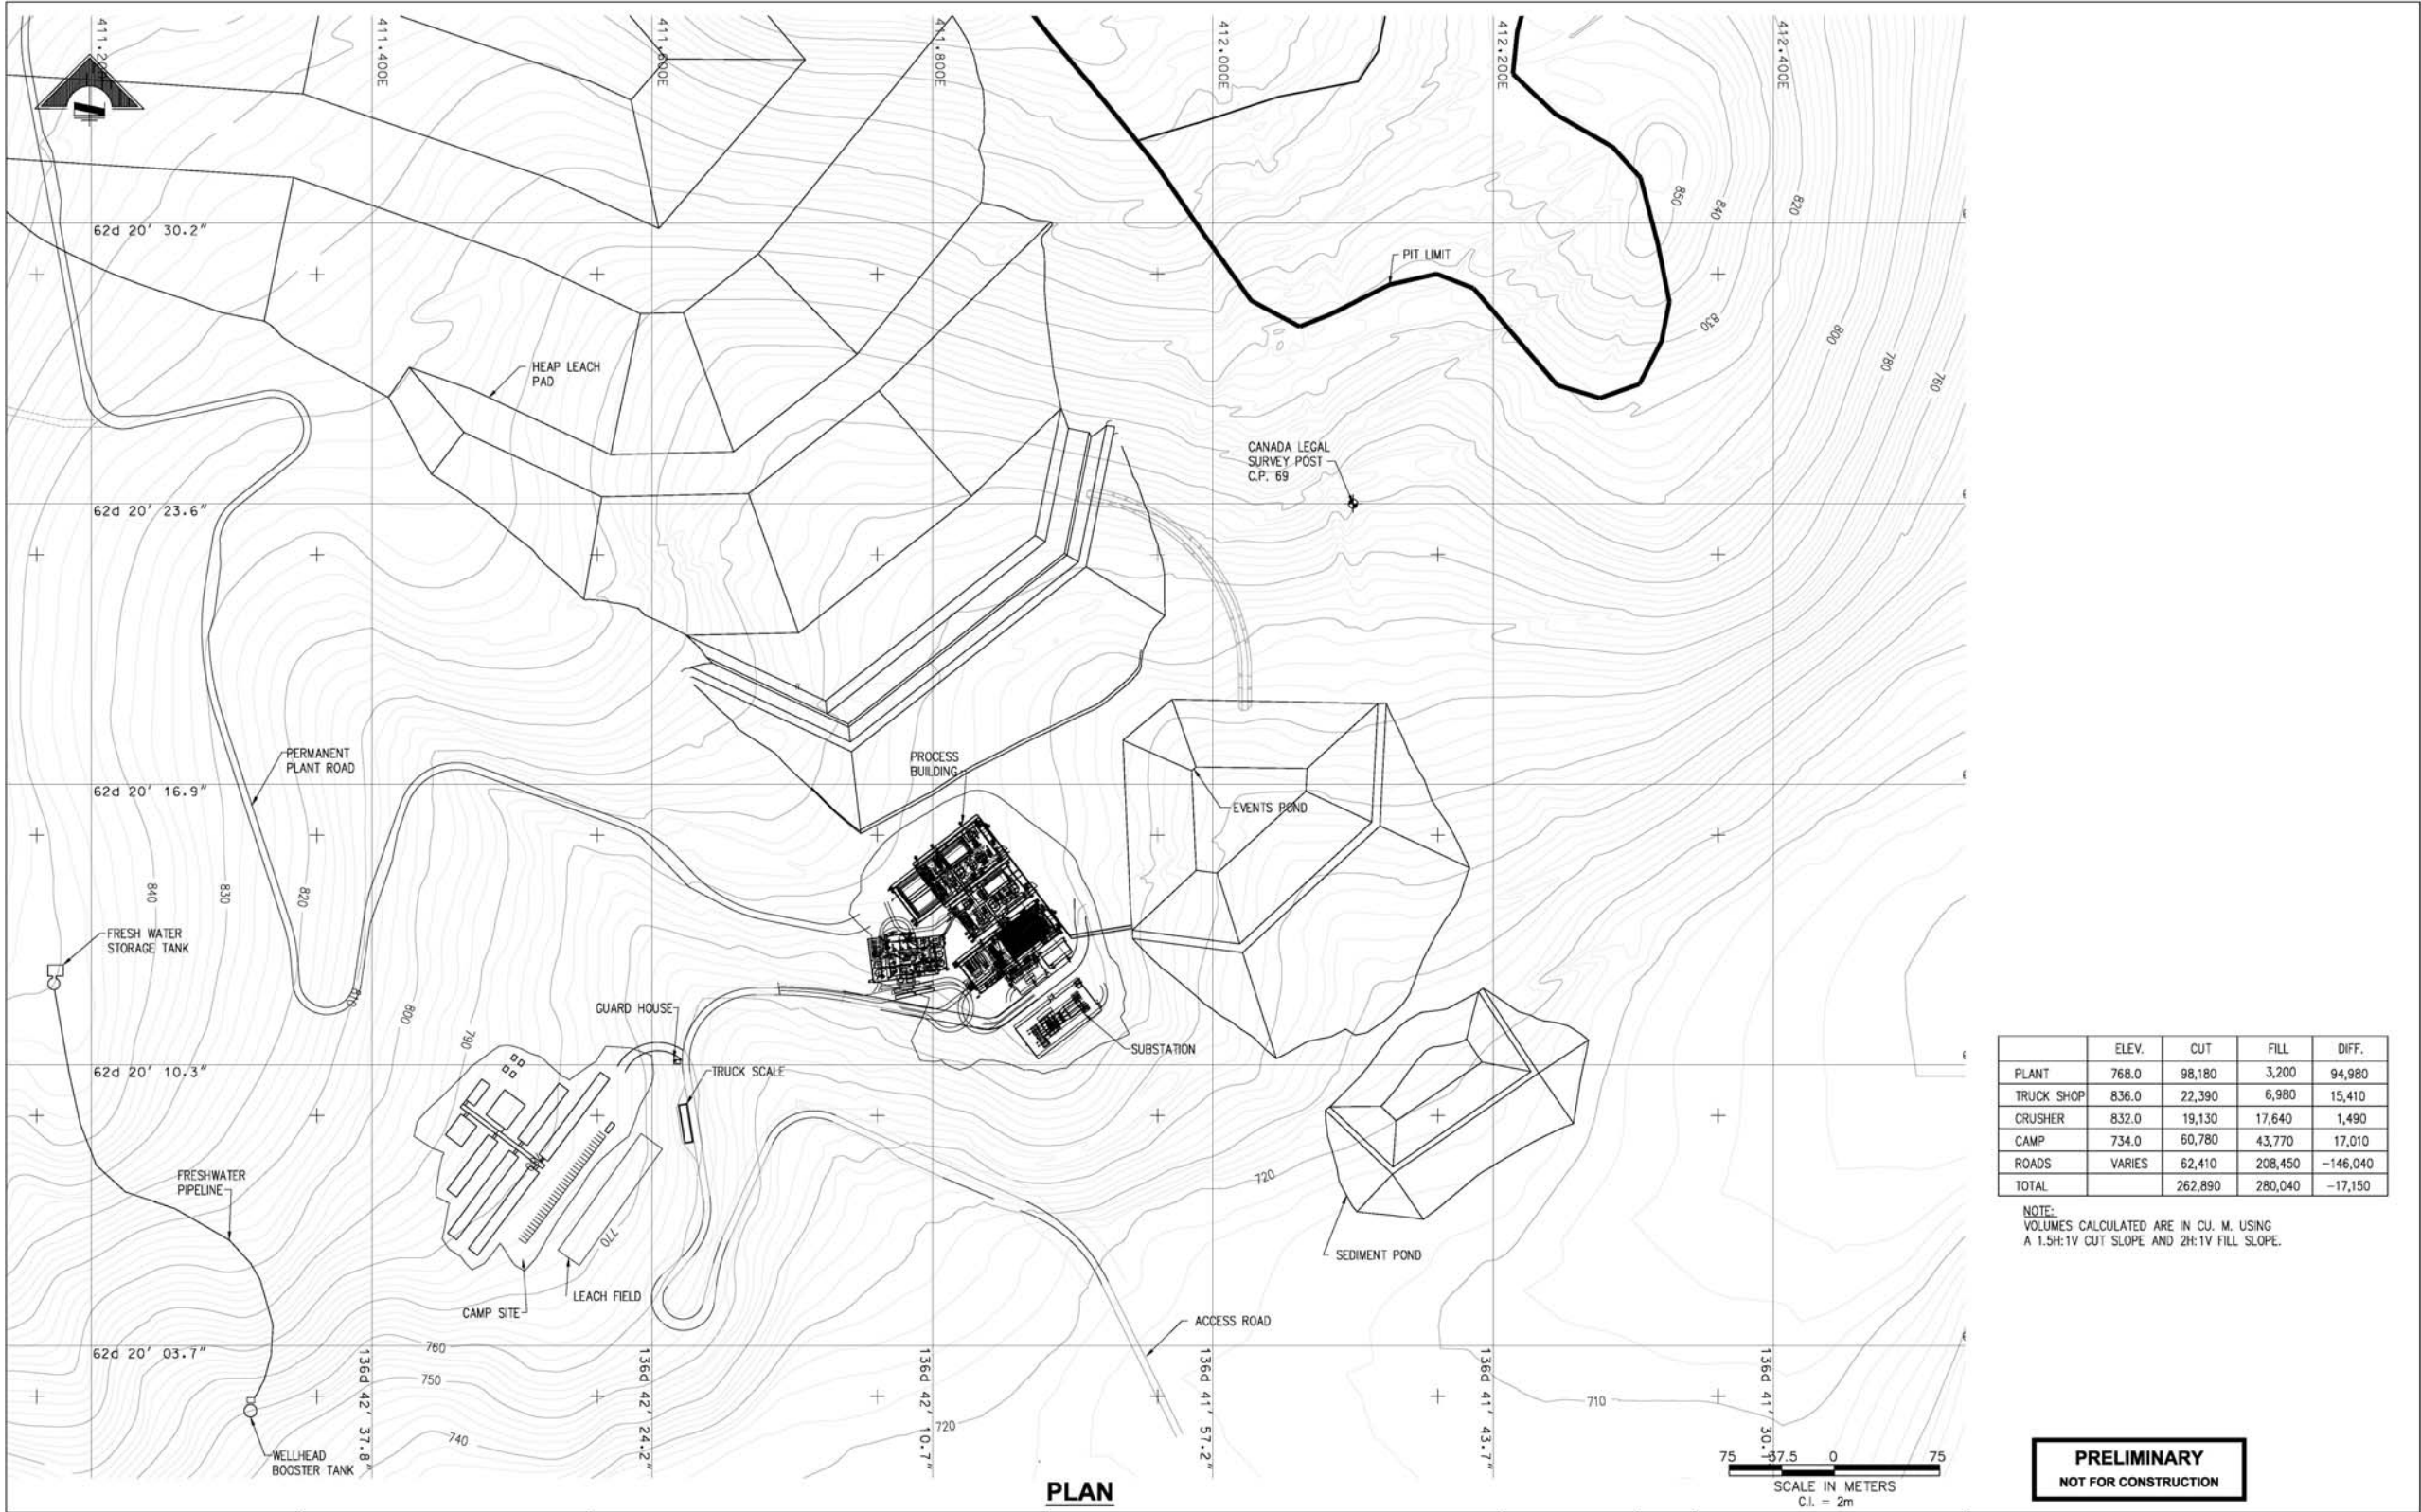 411,400E
411,600E
411,800E
412,000E
412,200E
412,400E
62d 20' 30.2"
850
840
820
PIT LIMIT
830
800
780
760
HEAP LEACH
PAD
CANADA LEGAL
SURVEY POST
C.P. 69
62d 20' 23.6"
PERMANENT
PLANT ROAD
PROCESS
BUILDING
62d 20' 16.9"
EVENTS POND
840
830
820
FRESH WATER
STORAGE TANK
810
800
790
GUARD HOUSE
SUBSTATION
62d 20' 10.3"
TRUCK SCALE
FRESHWATER
PIPELINE
720
770
SEDIMENT POND
LEACH FIELD
CAMP SITE
ACCESS ROAD
62d 20' 03.7"
760
750
740
720
710
136d 42' 37.8"
136d 42' 24.2"
136d 42' 10.7"
136d 41' 57.2"
136d 41' 43.7"
136d 41' 30.1"
WELLHEAD
BOOSTER TANK
PLAN
75 37.5 0 75
SCALE IN METERS
C.I. = 2m
ELEV. CUT FILL DIFF.
PLANT 768.0 98,180 3,200 94,980
TRUCK SHOP 836.0 22,390 6,980 15,410
CRUSHER 832.0 19,130 17,640 1,490
CAMP 734.0 60,780 43,770 17,010
ROADS VARIES 62,410 208,450 -146,040
TOTAL 262,890 280,040 -17,150
NOTE:
VOLUMES CALCULATED ARE IN CU. M. USING
A 1.5H:1V CUT SLOPE AND 2H:1V FILL SLOPE.
PRELIMINARY
NOT FOR CONSTRUCTION